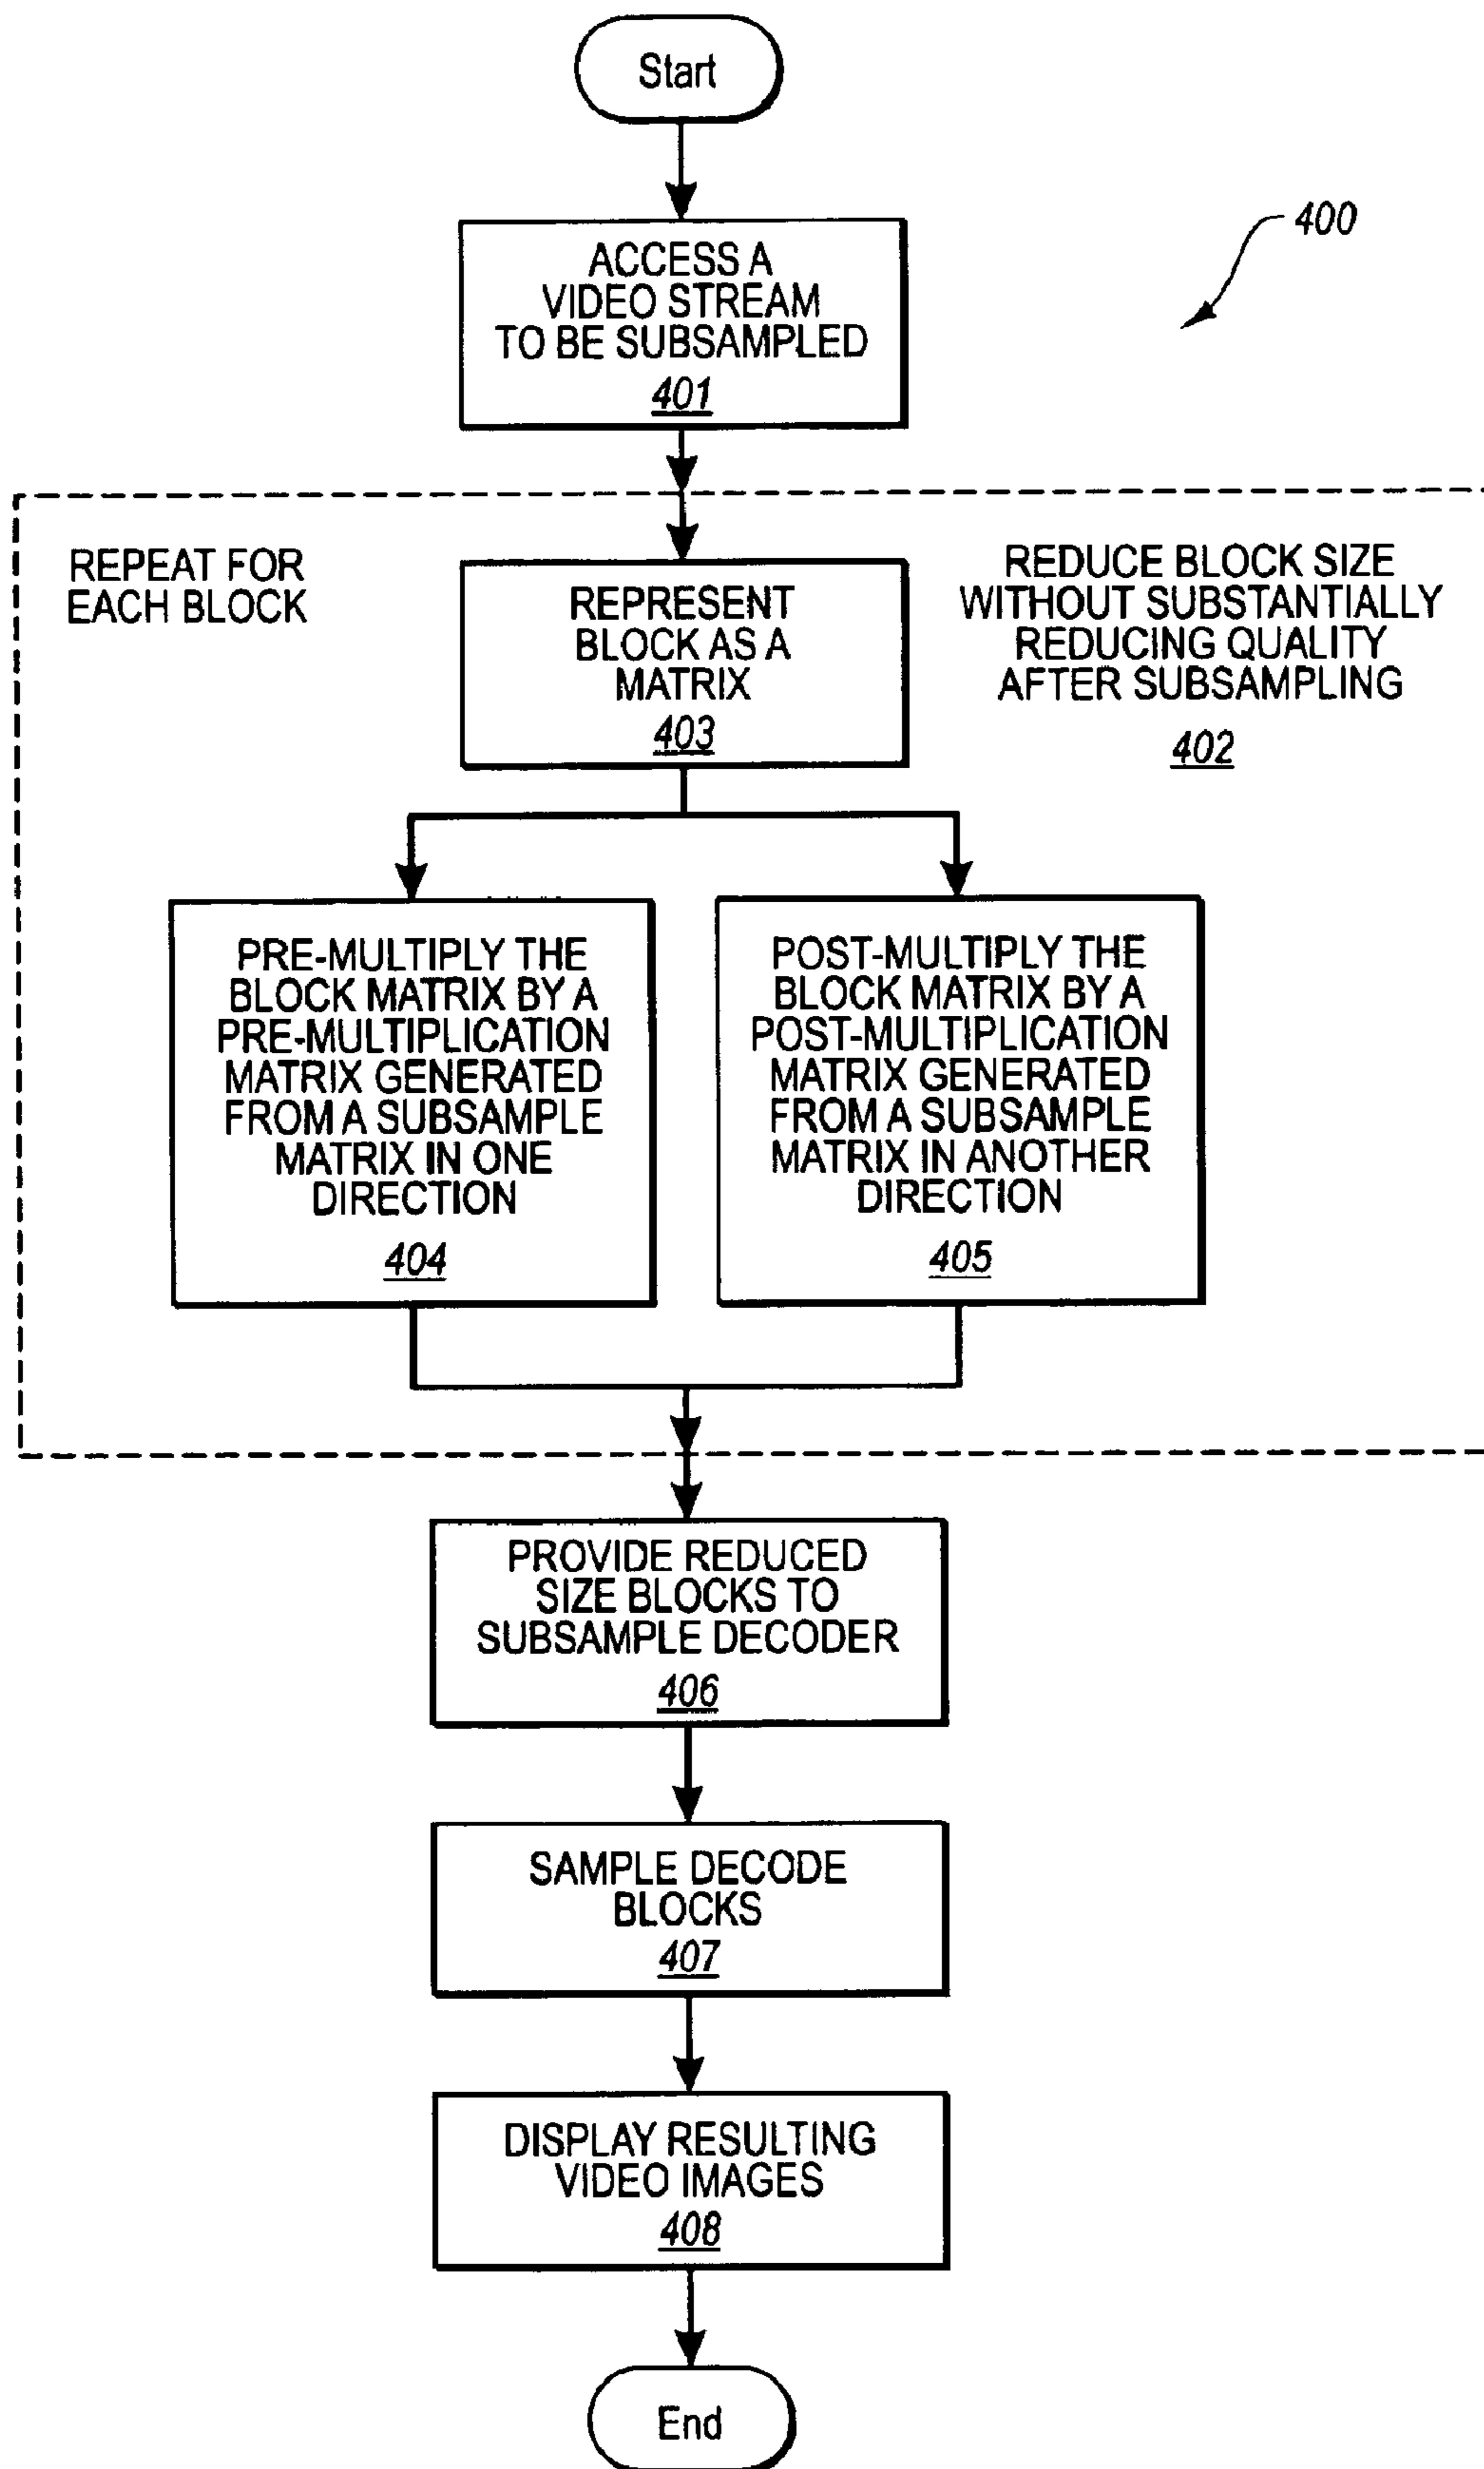 Start
400
ACCESS A
VIDEO STREAM
TO BE SUBSAMPLED
401
REPEAT FOR
EACH BLOCK
REPRESENT
BLOCK AS A
MATRIX
403
REDUCE BLOCK SIZE
WITHOUT SUBSTANTIALLY
REDUCING QUALITY
AFTER SUBSAMPLING
402
PRE-MULTIPLY THE
BLOCK MATRIX BY A
PRE-MULTIPLICATION
MATRIX GENERATED
FROM A SUBSAMPLE
MATRIX IN ONE
DIRECTION
404
POST-MULTIPLY THE
BLOCK MATRIX BY A
POST-MULTIPLICATION
MATRIX GENERATED
FROM A SUBSAMPLE
MATRIX IN ANOTHER
DIRECTION
405
PROVIDE REDUCED
SIZE BLOCKS TO
SUBSAMPLE DECODER
406
SAMPLE DECODE
BLOCKS
407
DISPLAY RESULTING
VIDEO IMAGES
408
End